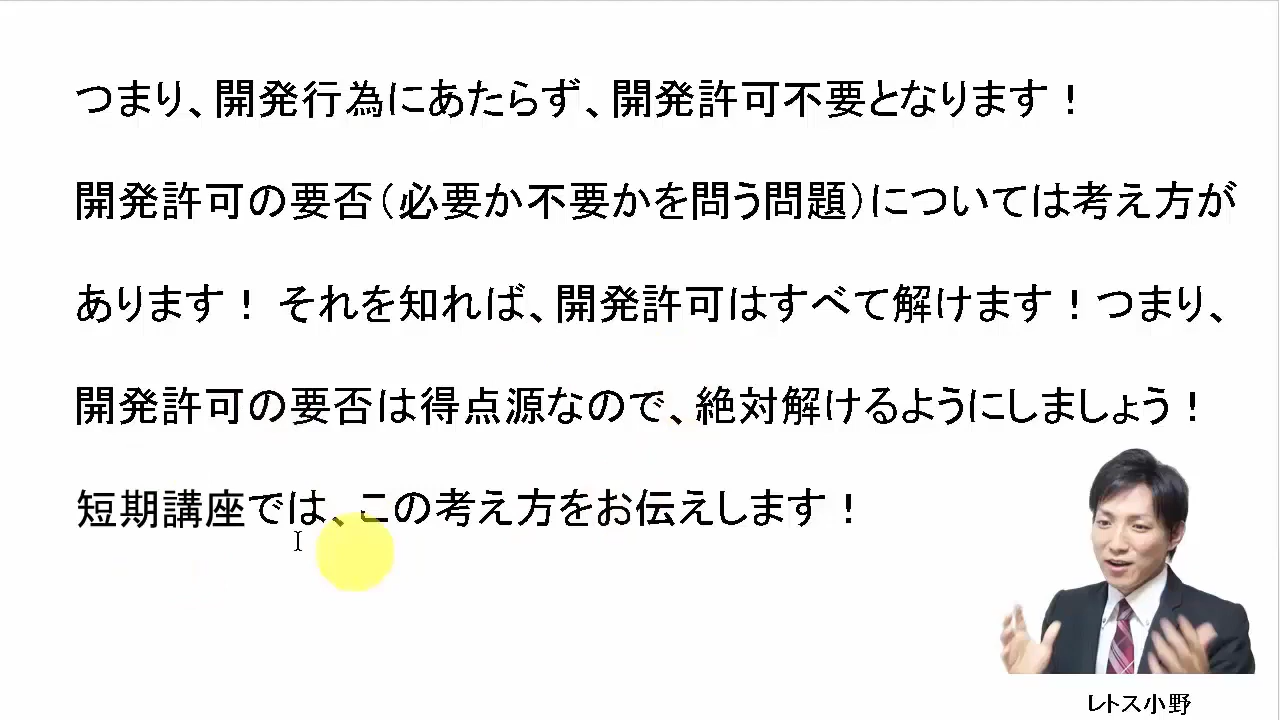 つまり、開発行為にあたらず、開発許可不要となります！
開発許可の要否（必要か不要かを問う問題）については考え方が
あります！ それを知れば、開発許可はすべて解けます！つまり、
開発許可の要否は得点源なので、絶対解けるようにしましょう！
短期講座では、この考え方をお伝えします！
レトス小野